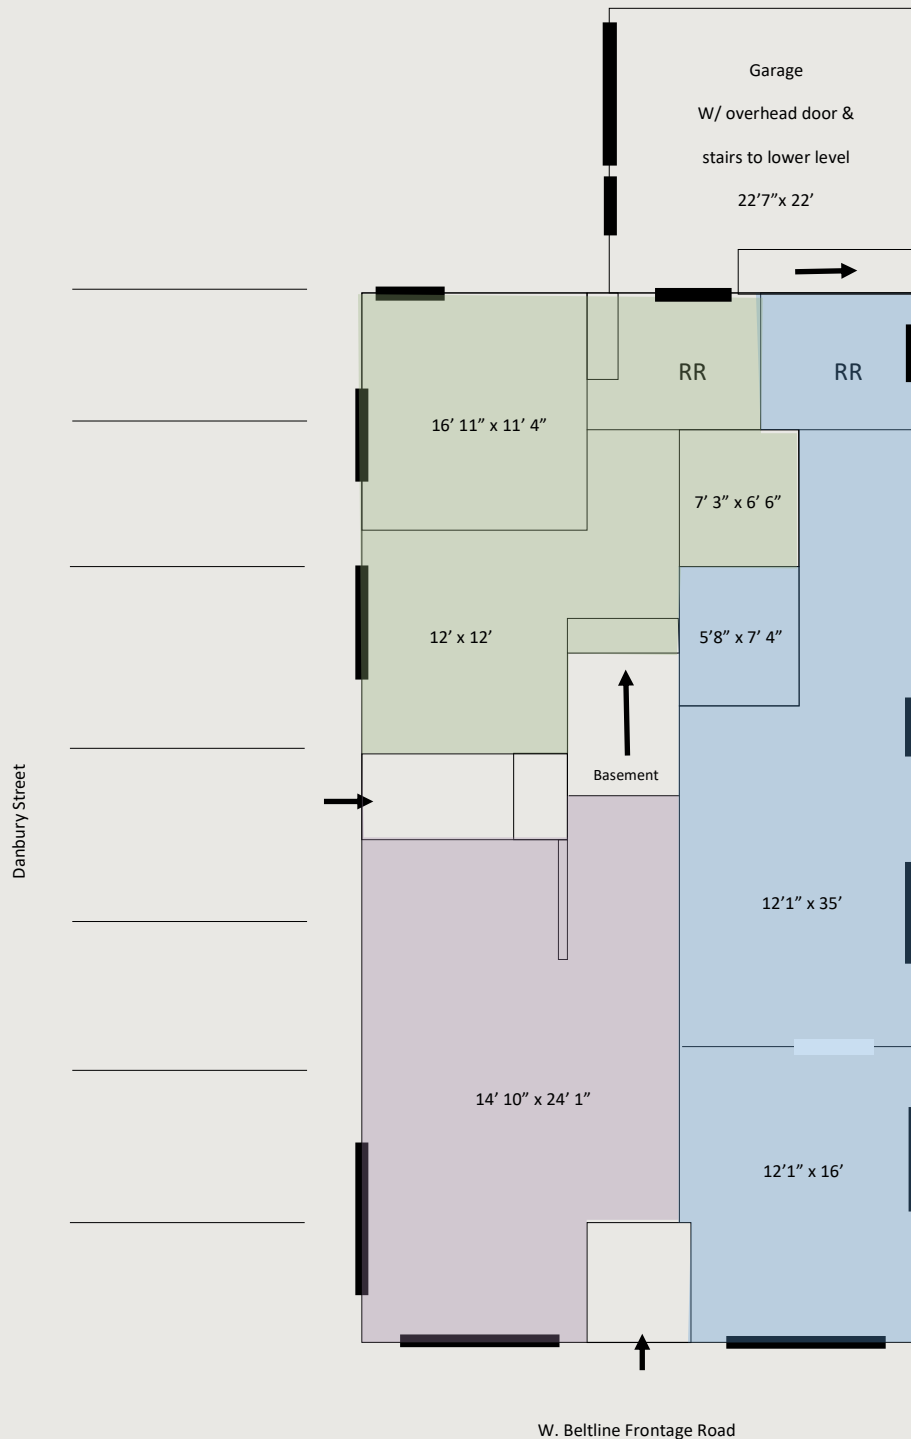 Garage
W/ overhead door &
stairs to lower level
22’7”x 22’
RR
RR
16’ 11” x 11’ 4”
7’ 3” x 6’ 6”
12’ x 12’
5’8” x 7’ 4”
Basement
Danbury Street
12’1” x 35’
14’ 10” x 24’ 1”
12’1” x 16’
W. Beltline Frontage Road